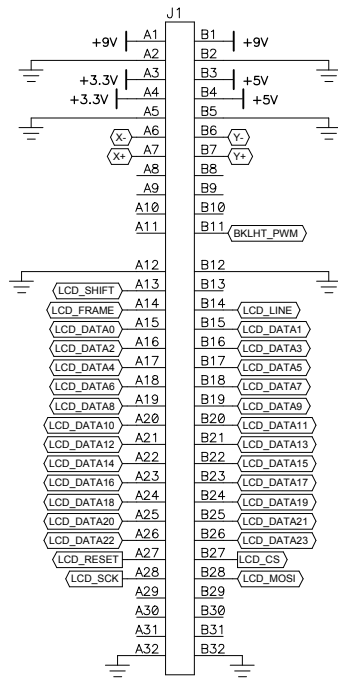 J1
+9V A1 B1 +9V
A2 B2
+3.3V A3 B3 +5V
+3.3V A4 B4 +5V
A5 B5
X- A6 B6 Y-
X+ A7 B7 Y+
A8 B8
A9 B9
A10 B10
A11 B11 BKLHT_PWM
A12 B12
LCD_SHIFT A13 B13
LCD_FRAME A14 B14 LCD_LINE
LCD_DATA0 A15 B15 LCD_DATA1
LCD_DATA2 A16 B16 LCD_DATA3
LCD_DATA4 A17 B17 LCD_DATA5
LCD_DATA6 A18 B18 LCD_DATA7
LCD_DATA8 A19 B19 LCD_DATA9
LCD_DATA10 A20 B20 LCD_DATA11
LCD_DATA12 A21 B21 LCD_DATA13
LCD_DATA14 A22 B22 LCD_DATA15
LCD_DATA16 A23 B23 LCD_DATA17
LCD_DATA18 A24 B24 LCD_DATA19
LCD_DATA20 A25 B25 LCD_DATA21
LCD_DATA22 A26 B26 LCD_DATA23
LCD_RESET A27 B27 LCD_CS
LCD_SCK A28 B28 LCD_MOSI
A29 B29
A30 B30
A31 B31
A32 B32